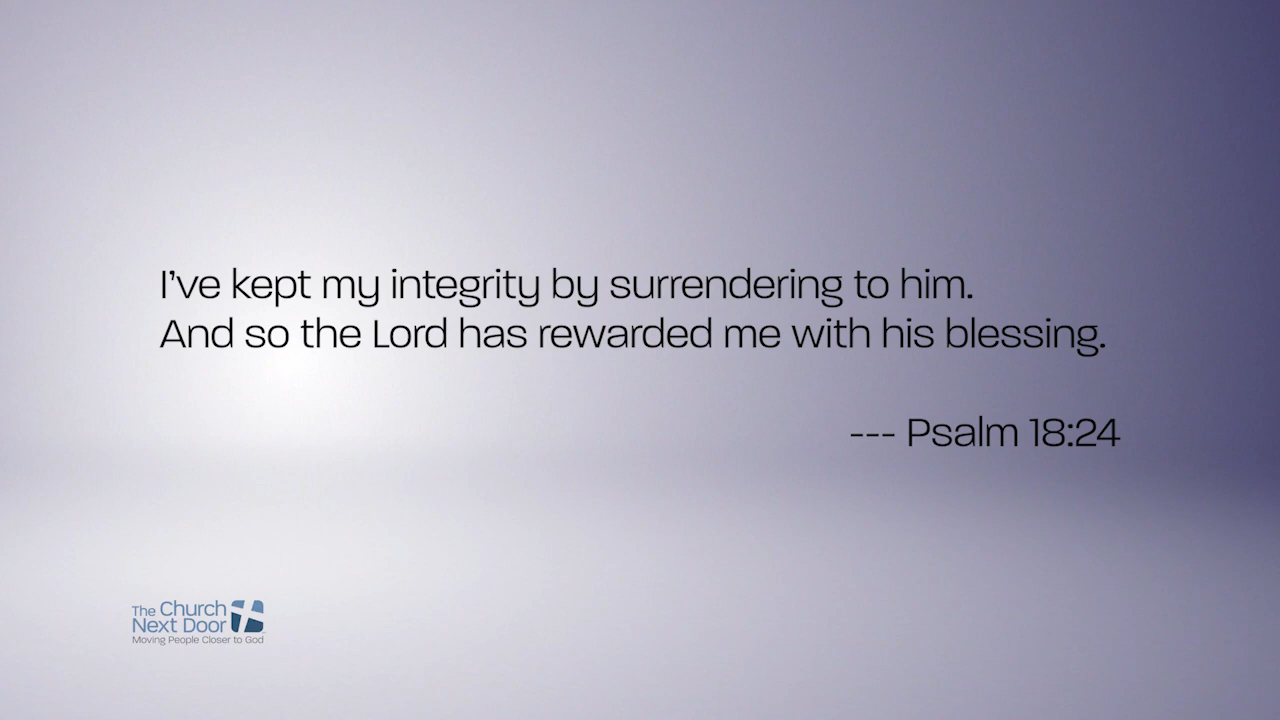 I've kept my integrity by surrendering to him.
And so the Lord has rewarded me with his blessing.
--- Psalm 18:24
The Church
Next Door
Moving People Closer to God